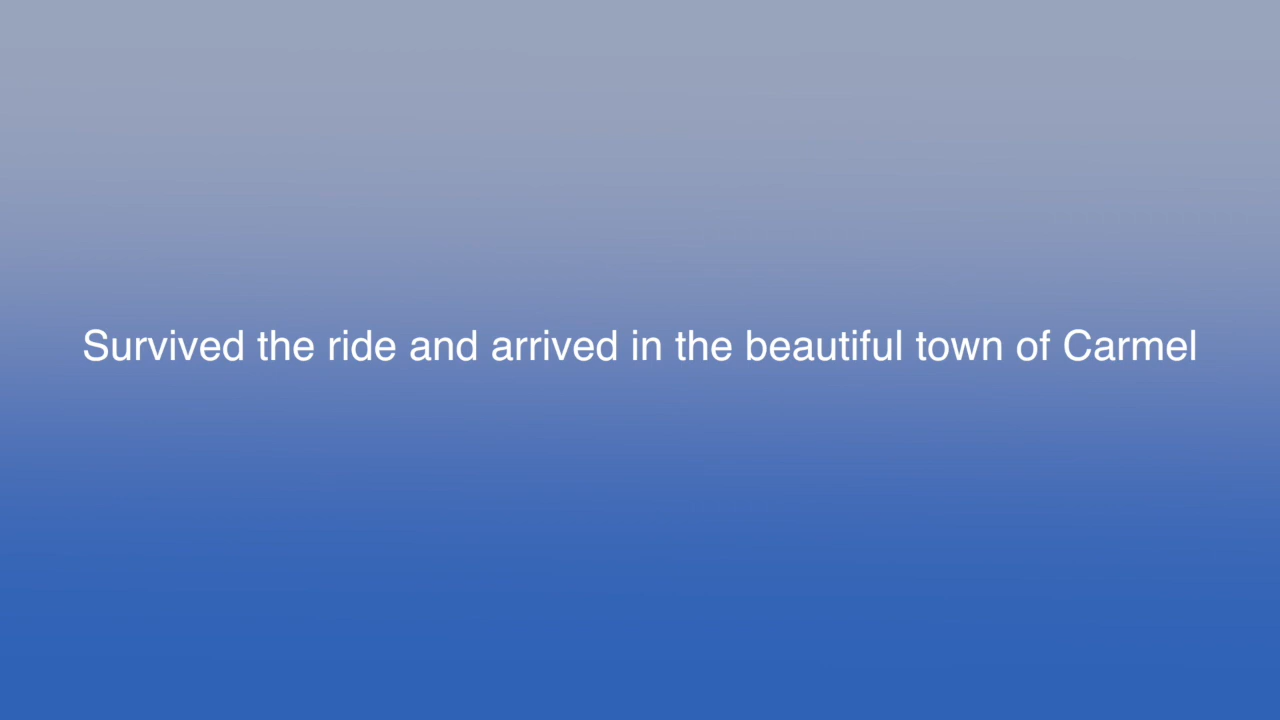 Survived the ride and arrived in the beautiful town of Carmel